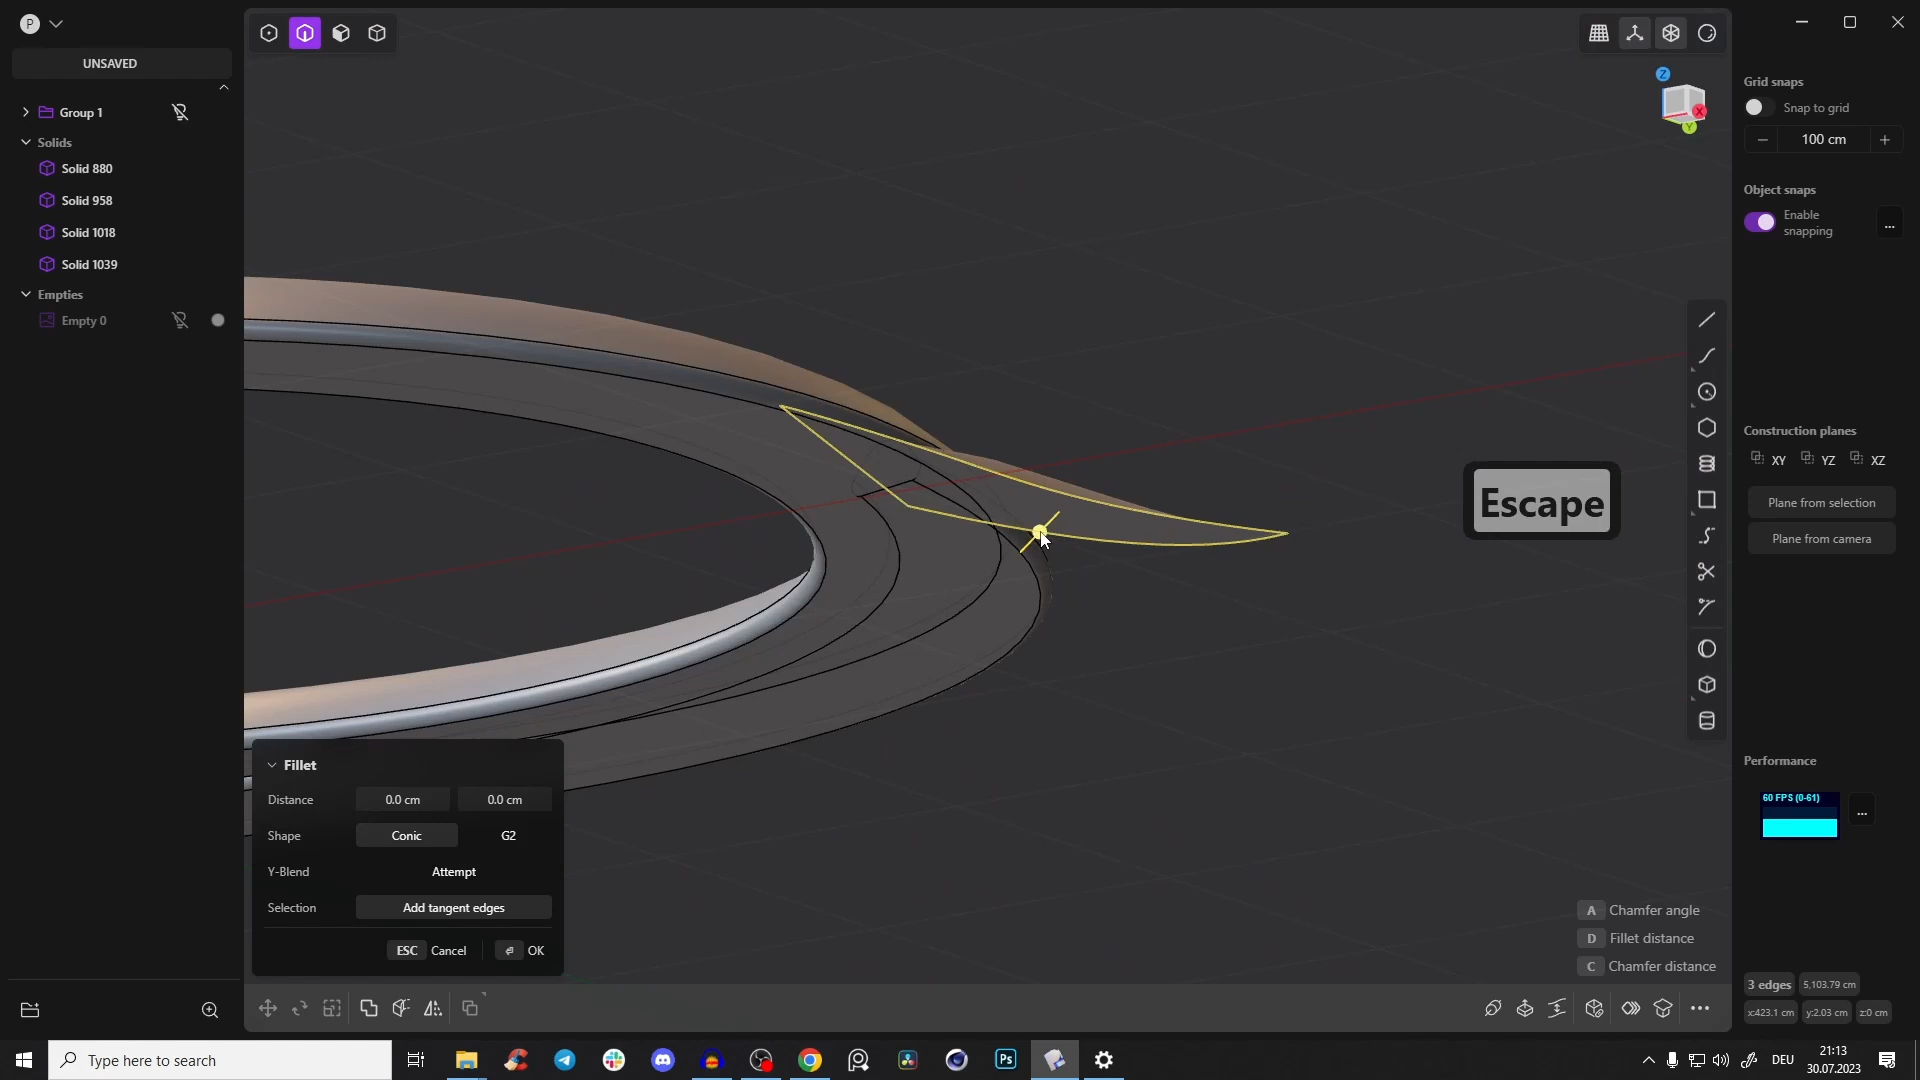 P
UNSAVED
Group 1
Solids
Solid 880
Solid 958
Solid 1018
Solid 1039
Empties
Empty 0
Z
X
Y
Grid snaps
Snap to grid
100 cm
Object snaps
Enable
snapping
...
Escape
Construction planes
XY YZ XZ
Plane from selection
Plane from camera
Performance
60 FPS (0-61)
...
Fillet
Distance 0.0 cm 0.0 cm
Shape Conic G2
Y-Blend Attempt
Selection Add tangent edges
ESC Cancel OK
A Chamfer angle
D Fillet distance
C Chamfer distance
3 edges 5,103.79 cm
x:423.1 cm y:2.03 cm z:0 cm
Type here to search
Ps
DEU
21:13
30.07.2023